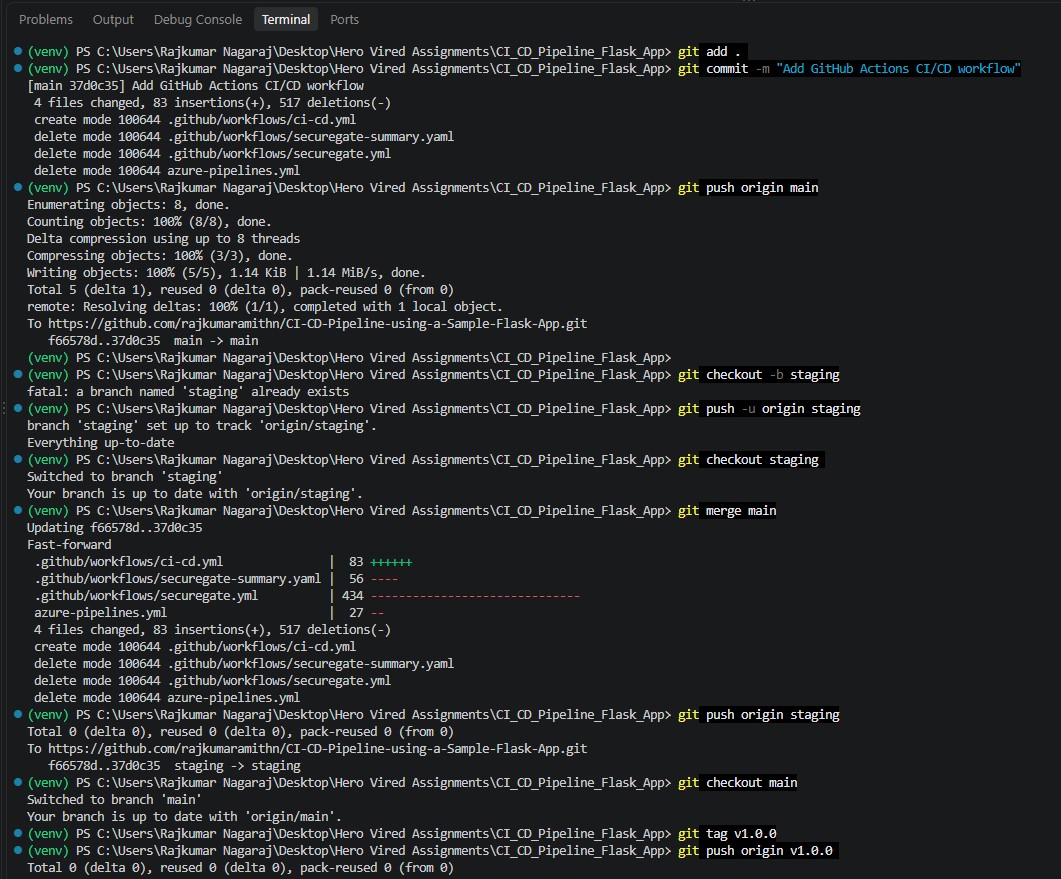 Problems Output Debug Console Terminal Ports
(venv) PS C:\Users\Rajkumar Nagaraj\Desktop\Hero Vired Assignments\CI_CD_Pipeline_Flask_App> git add .
(venv) PS C:\Users\Rajkumar Nagaraj\Desktop\Hero Vired Assignments\CI_CD_Pipeline_Flask_App> git commit -m "Add GitHub Actions CI/CD workflow"
[main 37d0c35] Add GitHub Actions CI/CD workflow
4 files changed, 83 insertions(+), 517 deletions(-)
create mode 100644 .github/workflows/ci-cd.yml
delete mode 100644 .github/workflows/securegate-summary.yaml
delete mode 100644 .github/workflows/securegate.yml
delete mode 100644 azure-pipelines.yml
(venv) PS C:\Users\Rajkumar Nagaraj\Desktop\Hero Vired Assignments\CI_CD_Pipeline_Flask_App> git push origin main
Enumerating objects: 8, done.
Counting objects: 100% (8/8), done.
Delta compression using up to 8 threads
Compressing objects: 100% (3/3), done.
Writing objects: 100% (5/5), 1.14 KiB | 1.14 MiB/s, done.
Total 5 (delta 1), reused 0 (delta 0), pack-reused 0 (from 0)
remote: Resolving deltas: 100% (1/1), completed with 1 local object.
To https://github.com/rajkumaramithn/CI-CD-Pipeline-using-a-Sample-Flask-App.git
f66578d..37d0c35 main -> main
(venv) PS C:\Users\Rajkumar Nagaraj\Desktop\Hero Vired Assignments\CI_CD_Pipeline_Flask_App>
(venv) PS C:\Users\Rajkumar Nagaraj\Desktop\Hero Vired Assignments\CI_CD_Pipeline_Flask_App> git checkout -b staging
fatal: a branch named 'staging' already exists
(venv) PS C:\Users\Rajkumar Nagaraj\Desktop\Hero Vired Assignments\CI_CD_Pipeline_Flask_App> git push -u origin staging
branch 'staging' set up to track 'origin/staging'.
Everything up-to-date
(venv) PS C:\Users\Rajkumar Nagaraj\Desktop\Hero Vired Assignments\CI_CD_Pipeline_Flask_App> git checkout staging
Switched to branch 'staging'
Your branch is up to date with 'origin/staging'.
(venv) PS C:\Users\Rajkumar Nagaraj\Desktop\Hero Vired Assignments\CI_CD_Pipeline_Flask_App> git merge main
Updating f66578d..37d0c35
Fast-forward
.github/workflows/ci-cd.yml | 83 ++++++
.github/workflows/securegate-summary.yaml | 56 ----
.github/workflows/securegate.yml | 434 ------------------------------
azure-pipelines.yml | 27 --
4 files changed, 83 insertions(+), 517 deletions(-)
create mode 100644 .github/workflows/ci-cd.yml
delete mode 100644 .github/workflows/securegate-summary.yaml
delete mode 100644 .github/workflows/securegate.yml
delete mode 100644 azure-pipelines.yml
(venv) PS C:\Users\Rajkumar Nagaraj\Desktop\Hero Vired Assignments\CI_CD_Pipeline_Flask_App> git push origin staging
Total 0 (delta 0), reused 0 (delta 0), pack-reused 0 (from 0)
To https://github.com/rajkumaramithn/CI-CD-Pipeline-using-a-Sample-Flask-App.git
f66578d..37d0c35 staging -> staging
(venv) PS C:\Users\Rajkumar Nagaraj\Desktop\Hero Vired Assignments\CI_CD_Pipeline_Flask_App> git checkout main
Switched to branch 'main'
Your branch is up to date with 'origin/main'.
(venv) PS C:\Users\Rajkumar Nagaraj\Desktop\Hero Vired Assignments\CI_CD_Pipeline_Flask_App> git tag v1.0.0
(venv) PS C:\Users\Rajkumar Nagaraj\Desktop\Hero Vired Assignments\CI_CD_Pipeline_Flask_App> git push origin v1.0.0
Total 0 (delta 0), reused 0 (delta 0), pack-reused 0 (from 0)